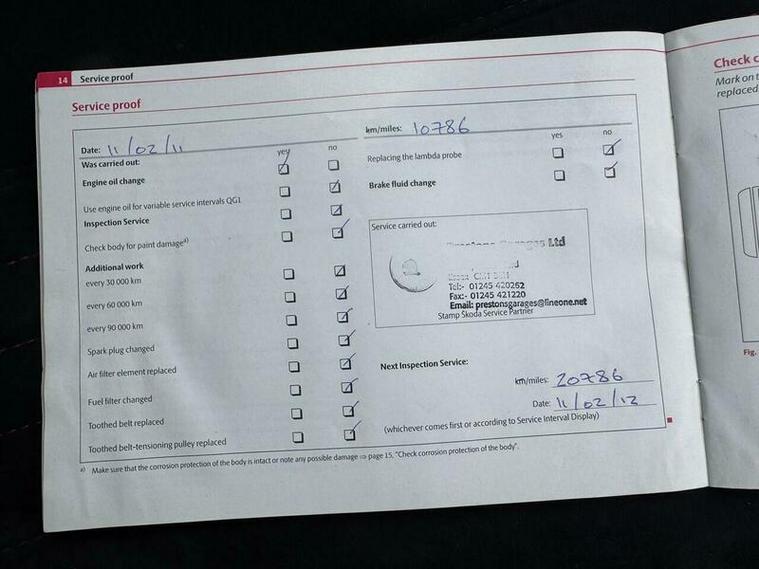 14 Service proof
Service proof
Date: 11/02/11
km/miles: 10786
yes no
yes no
Was carried out:
Engine oil change
Use engine oil for variable service intervals QG1
Inspection Service
Check body for paint damage a)
Additional work
every 30 000 km
every 60 000 km
every 90 000 km
Spark plug changed
Air filter element replaced
Fuel filter changed
Toothed belt replaced
Toothed belt-tensioning pulley replaced
Replacing the lambda probe
Brake fluid change
Service carried out:
Ltd
Tel:- 01245 420262
Fax:- 01245 421220
Email: prestonsgarages@lineone.net
Stamp Škoda Service Partner
Next Inspection Service:
km/miles: 20786
Date: 11/02/12
(whichever comes first or according to Service Interval Display)
a) Make sure that the corrosion protection of the body is intact or note any possible damage ⇒ page 15, "Check corrosion protection of the body".
Check
Mark on
replaced
Fig.